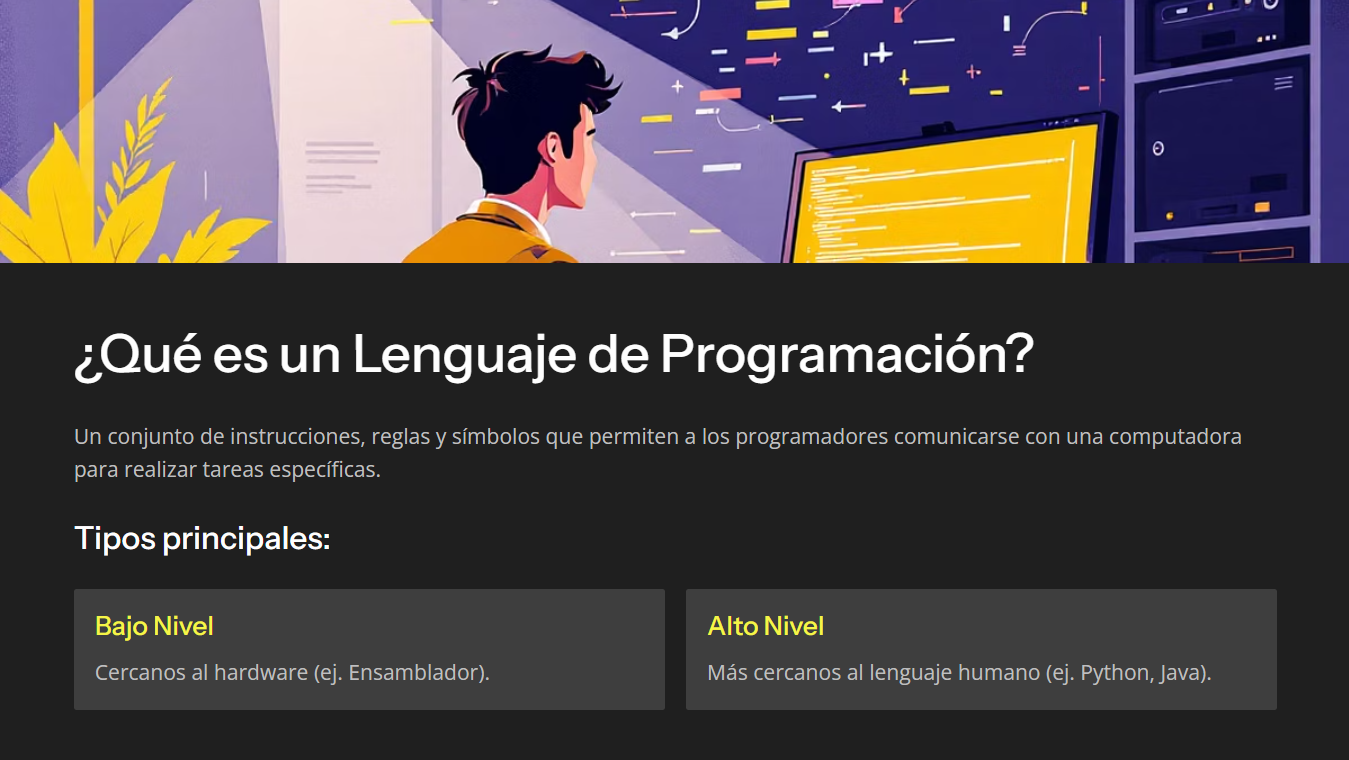 ¿Qué es un Lenguaje de Programación?
Un conjunto de instrucciones, reglas y símbolos que permiten a los programadores comunicarse con una computadora
para realizar tareas específicas.
Tipos principales:
Bajo Nivel
Cercanos al hardware (ej. Ensamblador).
Alto Nivel
Más cercanos al lenguaje humano (ej. Python, Java).